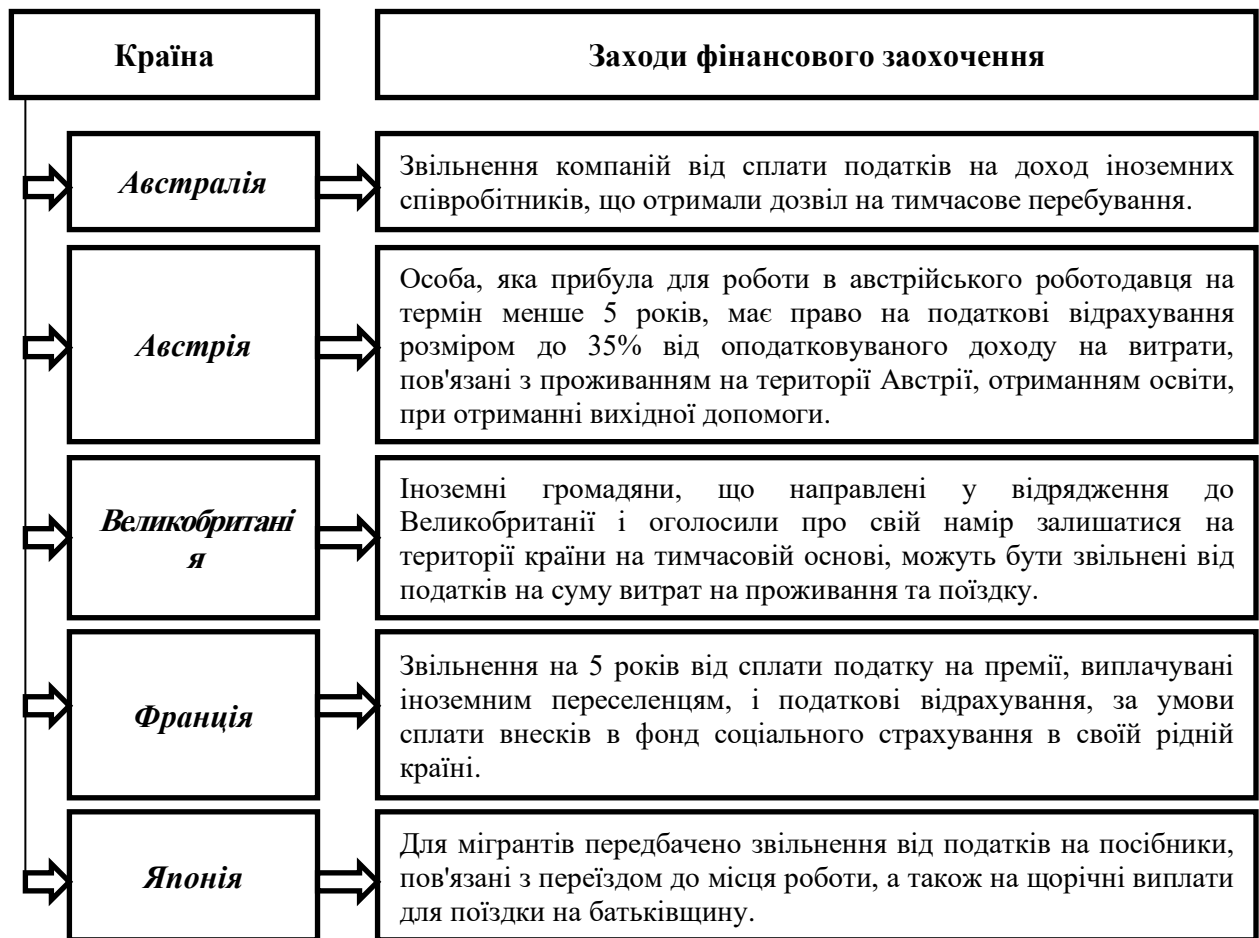 Країна
Заходи фінансового заохочення
Австралія
Звільнення компаній від сплати податків на доход іноземних
співробітників, що отримали дозвіл на тимчасове перебування.
Австрія
Особа, яка прибула для роботи в австрійського роботодавця на
термін менше 5 років, має право на податкові відрахування
розміром до 35% від оподатковуваного доходу на витрати,
пов'язані з проживанням на території Австрії, отриманням освіти,
при отриманні вихідної допомоги.
Великобритані
я
Іноземні громадяни, що направлені у відрядження до
Великобританії і оголосили про свій намір залишатися на
території країни на тимчасовій основі, можуть бути звільнені від
податків на суму витрат на проживання та поїздку.
Франція
Звільнення на 5 років від сплати податку на премії, виплачувані
іноземним переселенцям, і податкові відрахування, за умови
сплати внесків в фонд соціального страхування в своїй рідній
країні.
Японія
Для мігрантів передбачено звільнення від податків на посібники,
пов'язані з переїздом до місця роботи, а також на щорічні виплати
для поїздки на батьківщину.